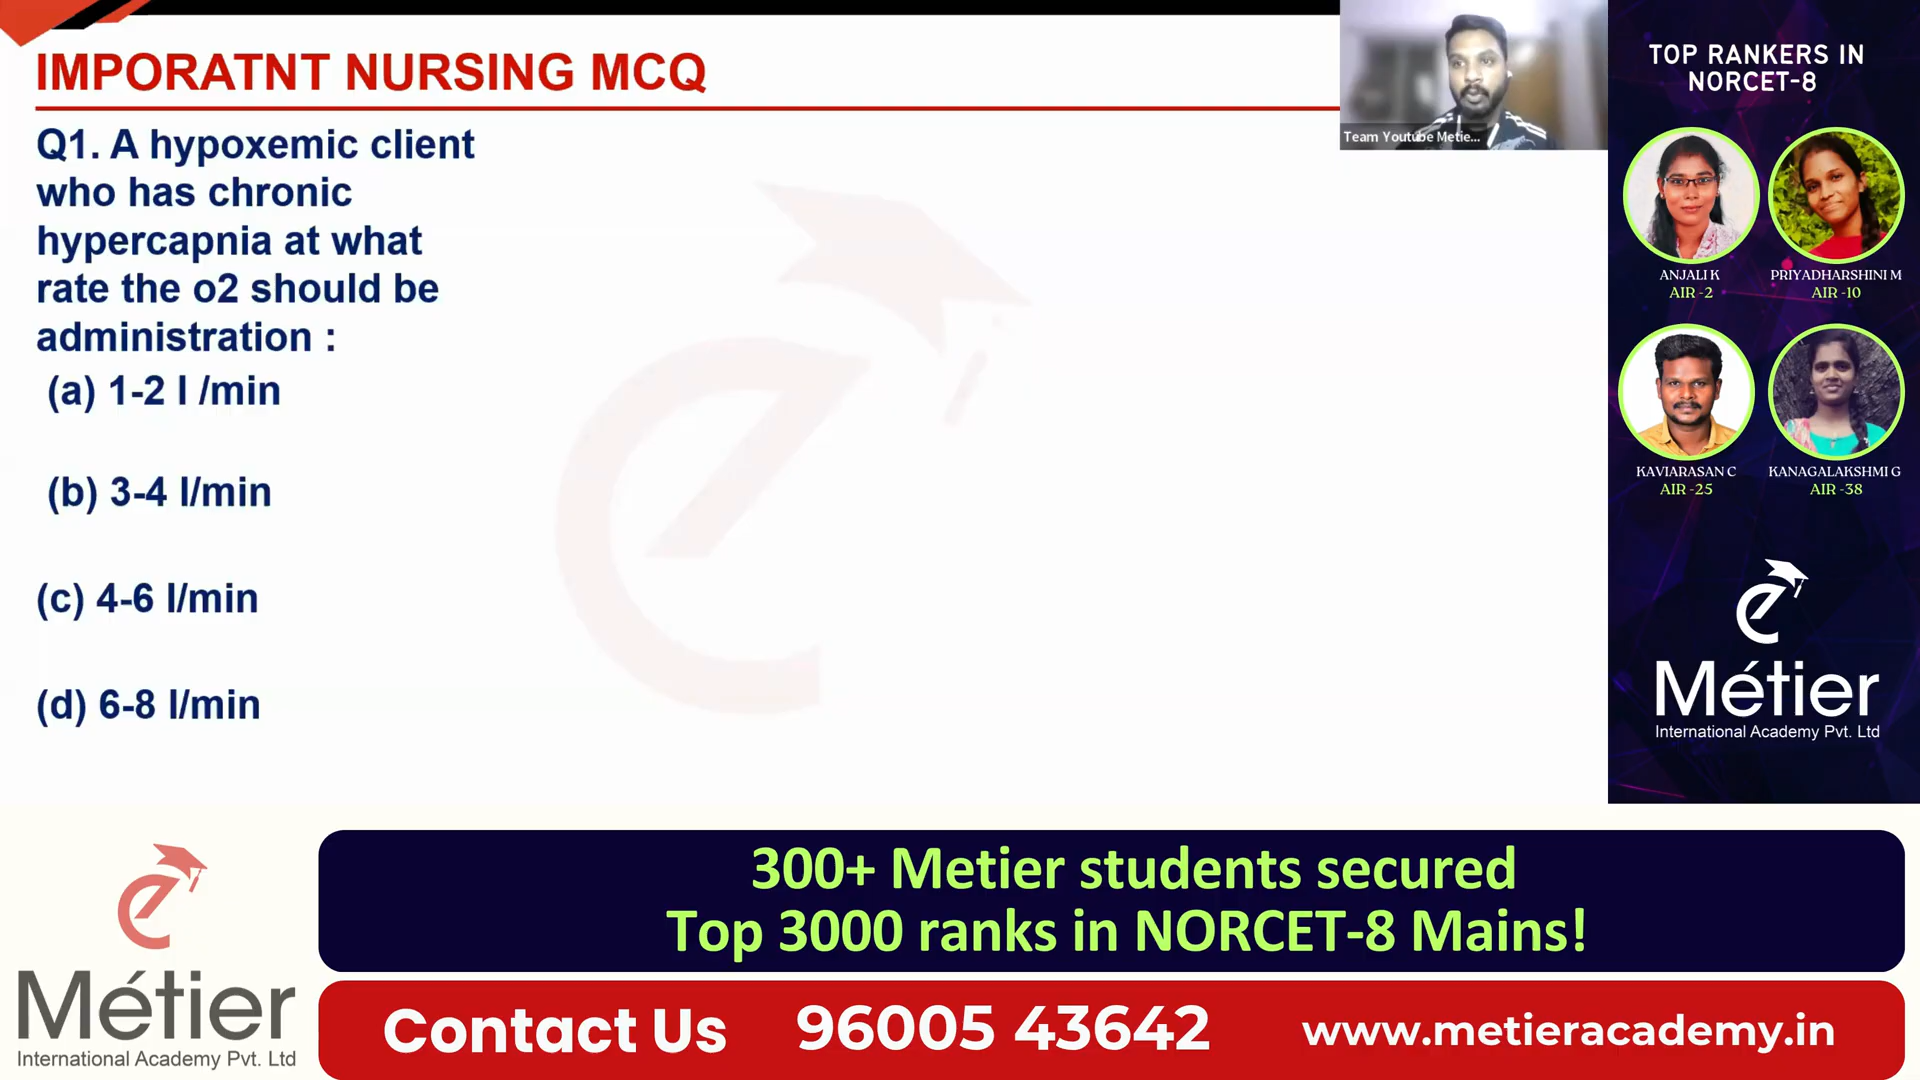 IMPORATNT NURSING MCQ
Q1. A hypoxemic client
who has chronic
hypercapnia at what
rate the o2 should be
administration :
(a) 1-2 l /min
(b) 3-4 l/min
(c) 4-6 l/min
(d) 6-8 l/min
Team Youtube Metie...
TOP RANKERS IN
NORCET-8
ANJALI K
AIR -2
PRIYADHARSHINI M
AIR -10
KAVIARASAN C
AIR -25
KANAGALAKSHMI G
AIR -38
Métier
International Academy Pvt. Ltd
Métier
International Academy Pvt. Ltd
300+ Metier students secured
Top 3000 ranks in NORCET-8 Mains!
Contact Us 96005 43642 www.metieracademy.in